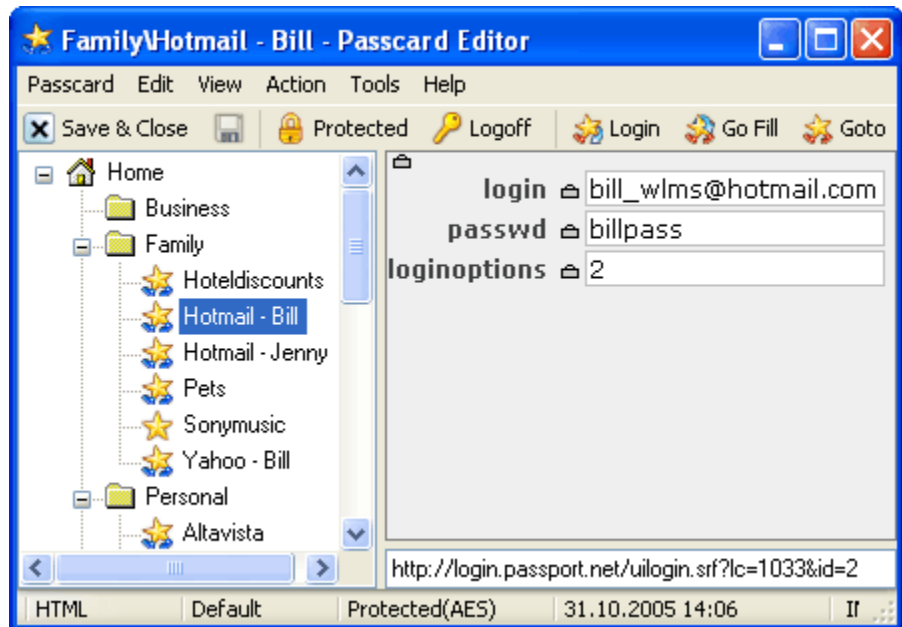 Family\Hotmail - Bill - Passcard Editor
Passcard Edit View Action Tools Help
Save & Close Protected Logoff Login Go Fill Goto
Home
Business
Family
Hoteldiscounts
Hotmail - Bill
Hotmail - Jenny
Pets
Sonymusic
Yahoo - Bill
Personal
Altavista
login bill_wlms@hotmail.com
passwd billpass
loginoptions 2
http://login.passport.net/uilogin.srf?lc=1033&id=2
HTML Default Protected(AES) 31.10.2005 14:06